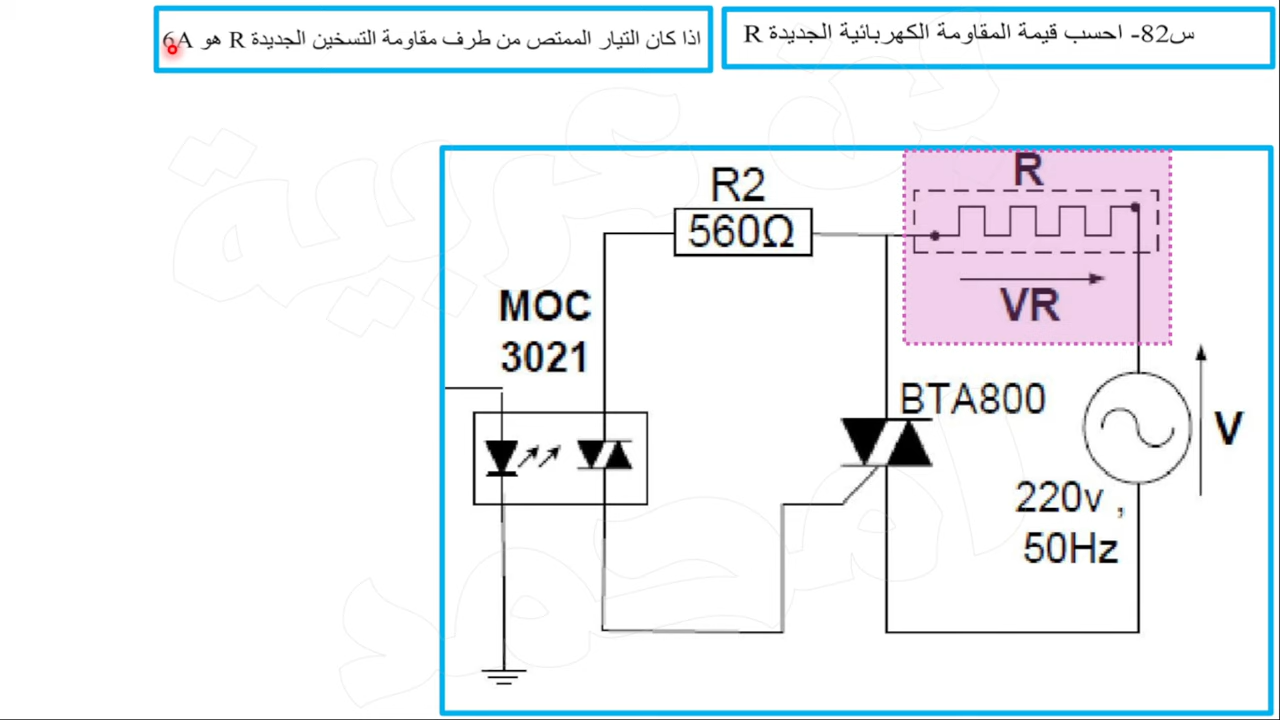 س82- احسب قيمة المقاومة الكهربائية الجديدة R
اذا كان التيار الممتص من طرف مقاومة التسخين الجديدة R هو 6A
R
R2
560Ω
VR
MOC
3021
BTA800
V
220v ,
50Hz